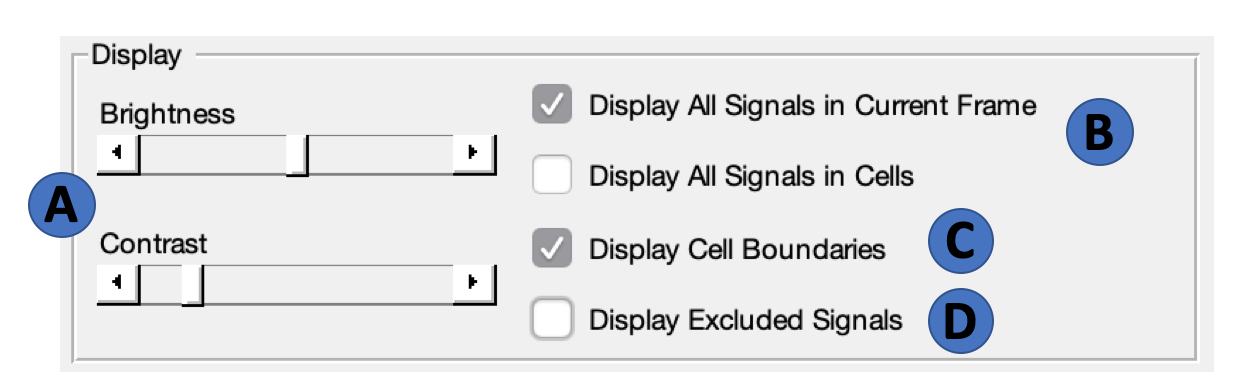 Display
Brightness
Display All Signals in Current Frame
B
Display All Signals in Cells
A
Contrast
Display Cell Boundaries
C
Display Excluded Signals
D